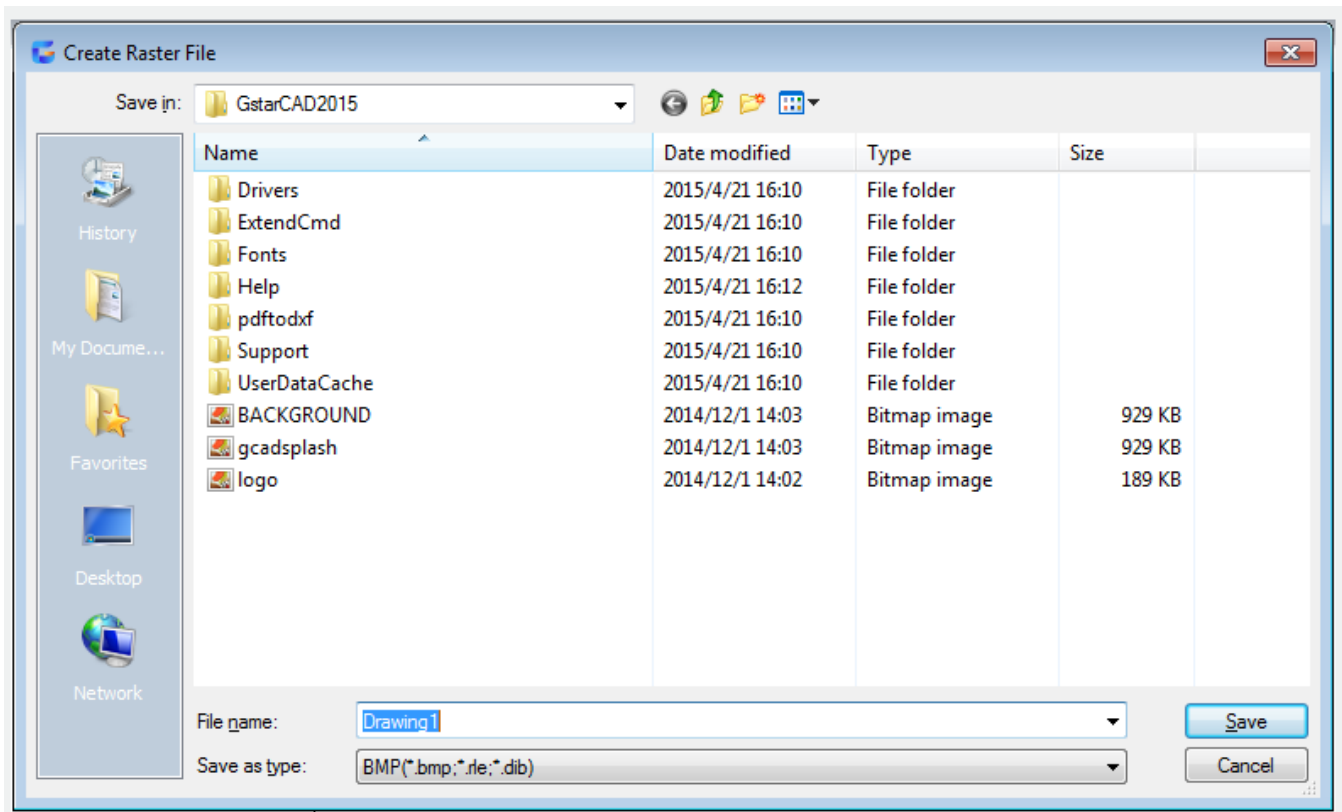 Create Raster File
Save in: GstarCAD2015
Name Date modified Type Size
Drivers 2015/4/21 16:10 File folder
ExtendCmd 2015/4/21 16:10 File folder
Fonts 2015/4/21 16:10 File folder
Help 2015/4/21 16:12 File folder
pdftodxf 2015/4/21 16:10 File folder
Support 2015/4/21 16:10 File folder
UserDataCache 2015/4/21 16:10 File folder
BACKGROUND 2014/12/1 14:03 Bitmap image 929 KB
gcadsplash 2014/12/1 14:03 Bitmap image 929 KB
logo 2014/12/1 14:02 Bitmap image 189 KB
History
My Docume...
Favorites
Desktop
Network
File name: Drawing1 Save
Save as type: BMP(*.bmp;*.rle;*.dib) Cancel